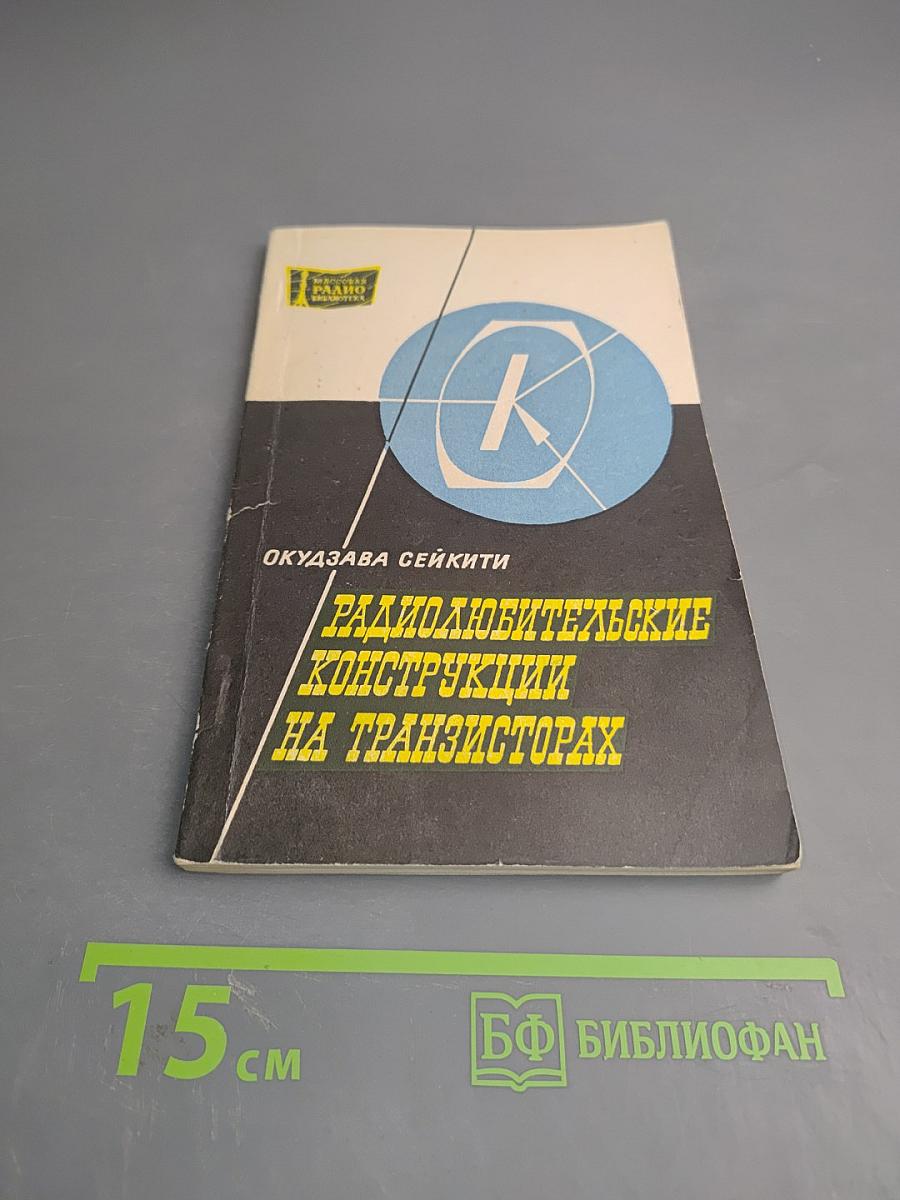 МАССОВАЯ
РАДИО
БИБЛИОТЕКА
ОКУДЗАВА СЕЙКИТИ
РАДИОЛЮБИТЕЛЬСКИЕ
КОНСТРУКЦИИ
НА ТРАНЗИСТОРАХ
15 см
БФ БИБЛИОФАН